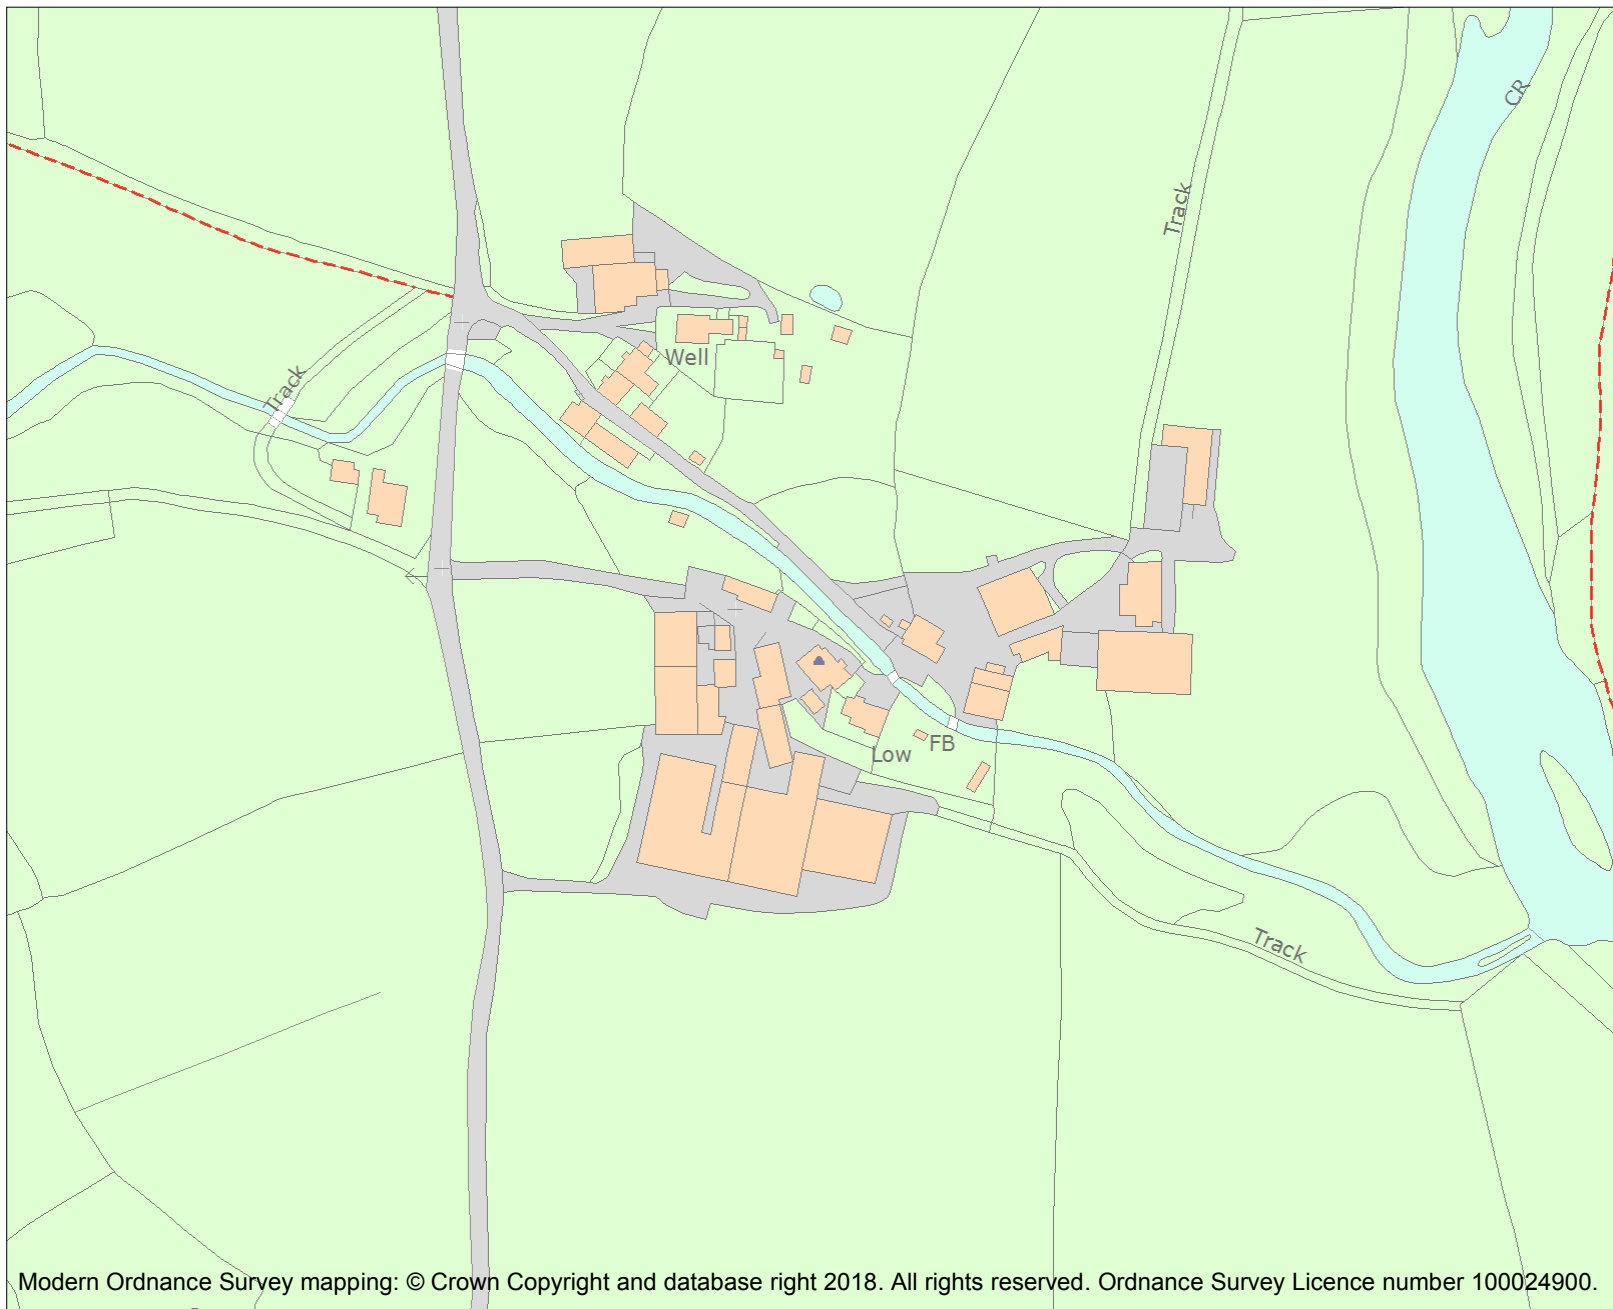 CR
Track
Well
Track
Low
FB
Track
Modern Ordnance Survey mapping: © Crown Copyright and database right 2018. All rights reserved. Ordnance Survey Licence number 100024900.